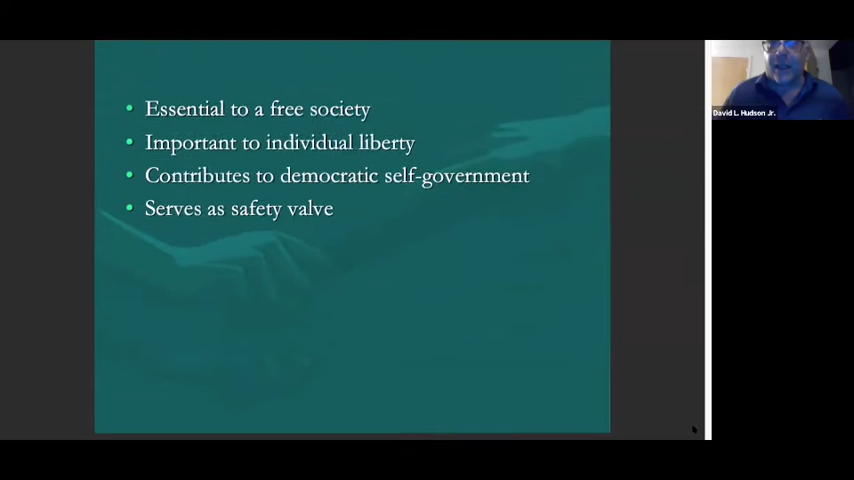 • Essential to a free society
• Important to individual liberty
• Contributes to democratic self-government
• Serves as safety valve
David L. Hudson Jr.